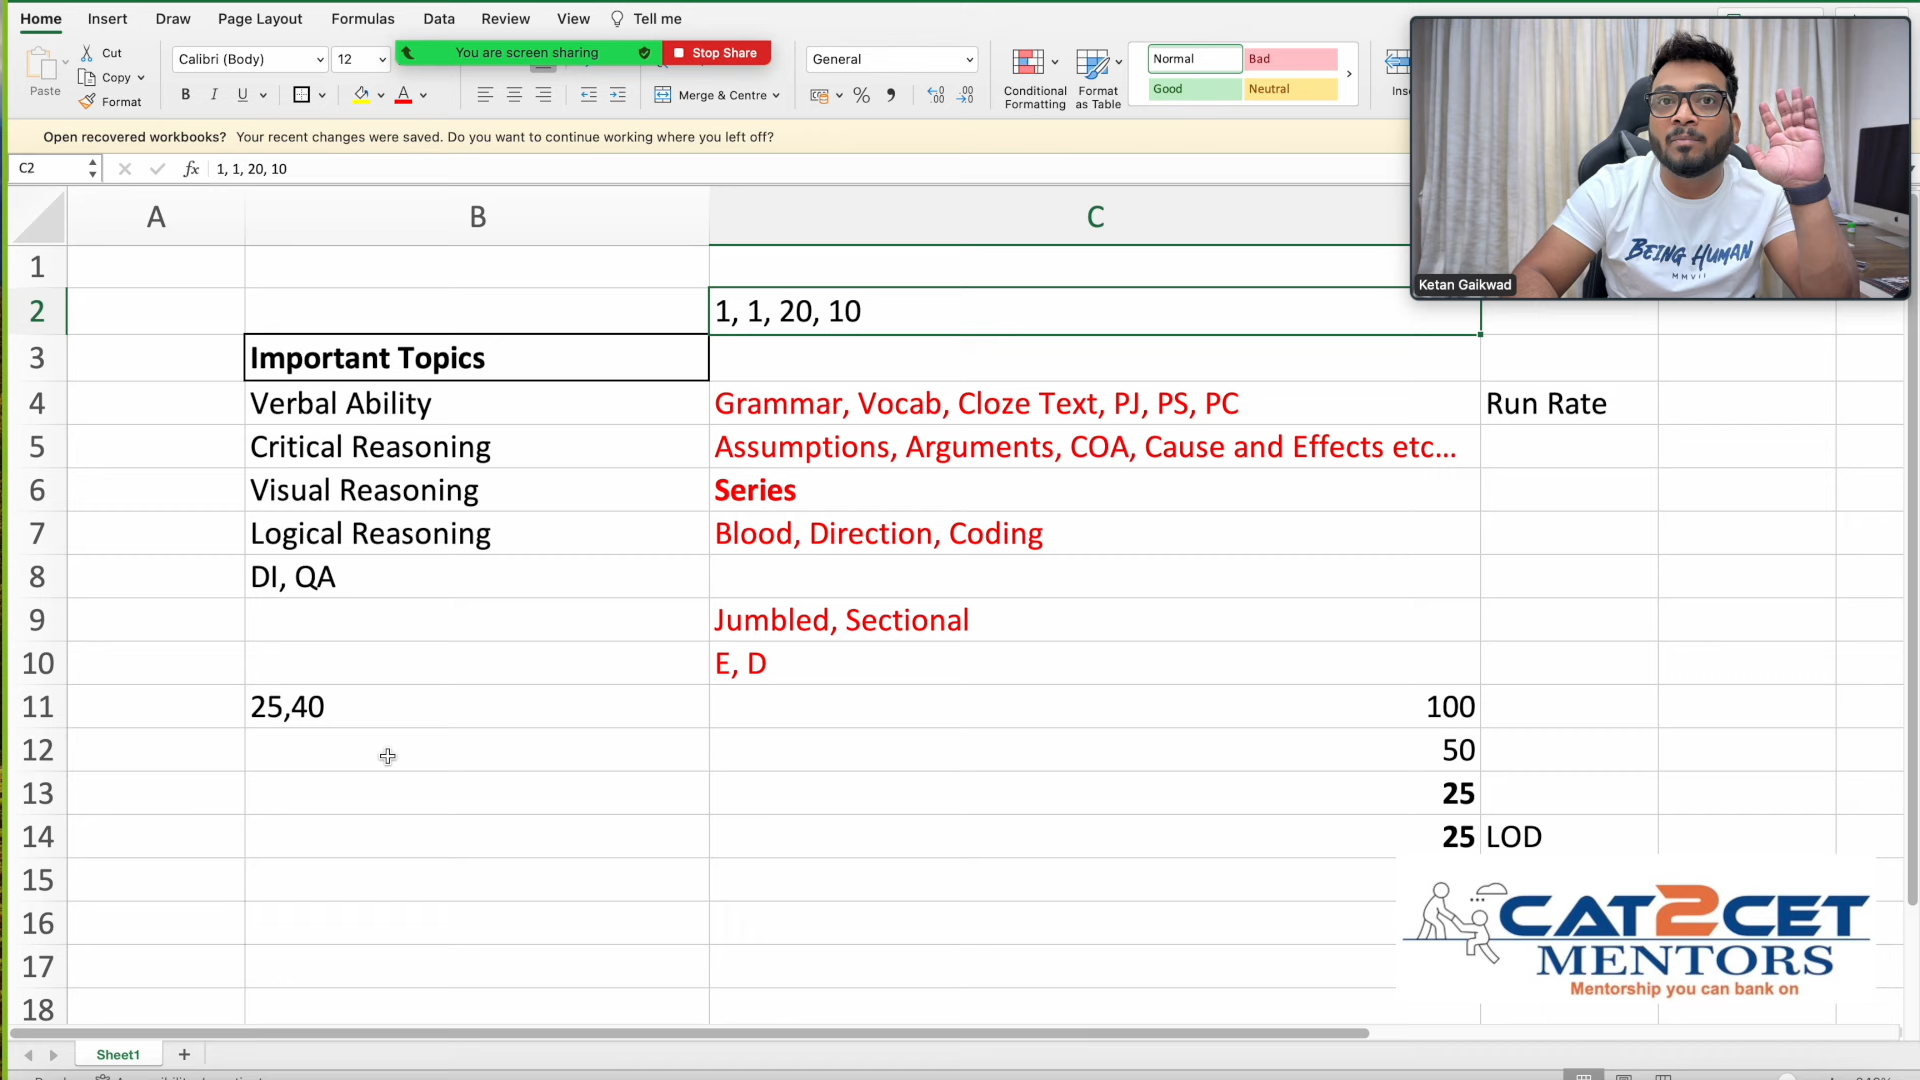 Home Insert Draw Page Layout Formulas Data Review View Tell me
Paste
Cut
Copy
Format
Calibri (Body) 12
B I U
You are screen sharing Stop Share
Merge & Centre
General
Conditional Formatting
Format as Table
Normal Bad
Good Neutral
Open recovered workbooks? Your recent changes were saved. Do you want to continue working where you left off?
C2 fx 1, 1, 20, 10
BEING HUMAN
MMVII
Ketan Gaikwad
A B C
1
2 1, 1, 20, 10
3 Important Topics
4 Verbal Ability Grammar, Vocab, Cloze Text, PJ, PS, PC Run Rate
5 Critical Reasoning Assumptions, Arguments, COA, Cause and Effects etc...
6 Visual Reasoning Series
7 Logical Reasoning Blood, Direction, Coding
8 DI, QA
9 Jumbled, Sectional
10 E, D
11 25,40 100
12 50
13 25
14 25 LOD
15
16
17
18
CAT2CET
MENTORS
Mentorship you can bank on
Sheet1